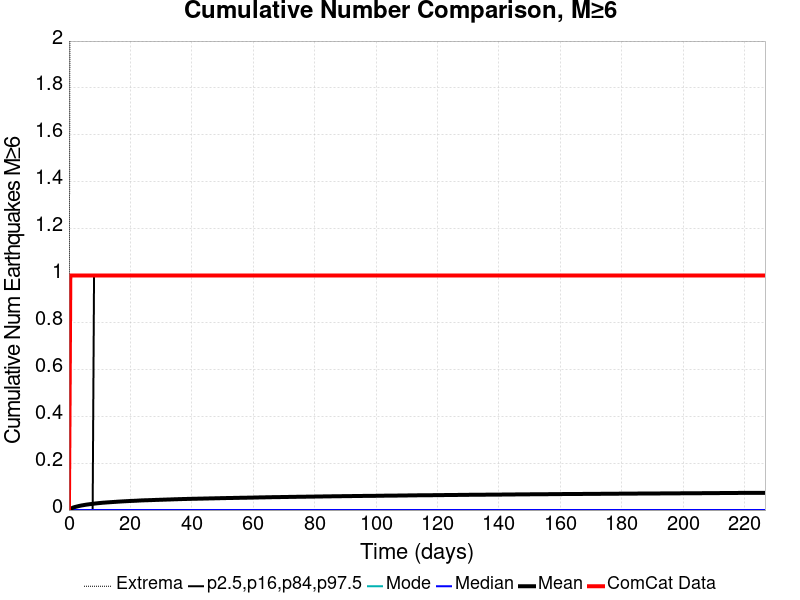 Cumulative Number Comparison, M≥6
Cumulative Num Earthquakes M≥6
2
1.8
1.6
1.4
1.2
1
0.8
0.6
0.4
0.2
0
0 20 40 60 80 100 120 140 160 180 200 220
Time (days)
Extrema p2.5,p16,p84,p97.5 Mode Median Mean ComCat Data